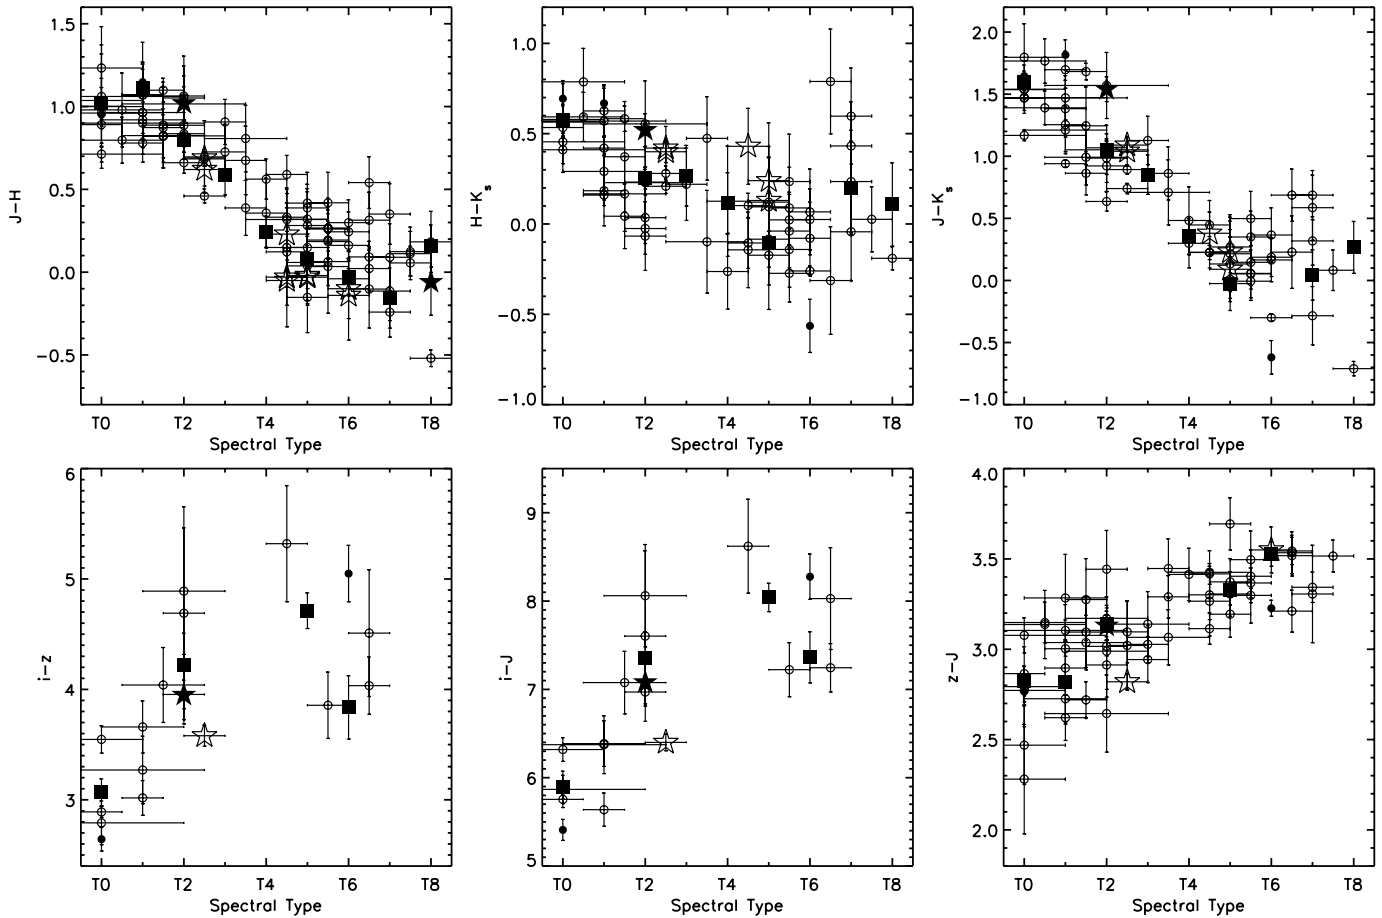 1.5
1.0
0.5
0.0
−0.5
J−H
T0 T2 T4 T6 T8
Spectral Type
1.0
0.5
0.0
−0.5
−1.0
H−Ks
T0 T2 T4 T6 T8
Spectral Type
2.0
1.5
1.0
0.5
0.0
−0.5
−1.0
J−Ks
T0 T2 T4 T6 T8
Spectral Type
6
5
4
3
i−z
T0 T2 T4 T6 T8
Spectral Type
9
8
7
6
5
i−J
T0 T2 T4 T6 T8
Spectral Type
4.0
3.5
3.0
2.5
2.0
z−J
T0 T2 T4 T6 T8
Spectral Type